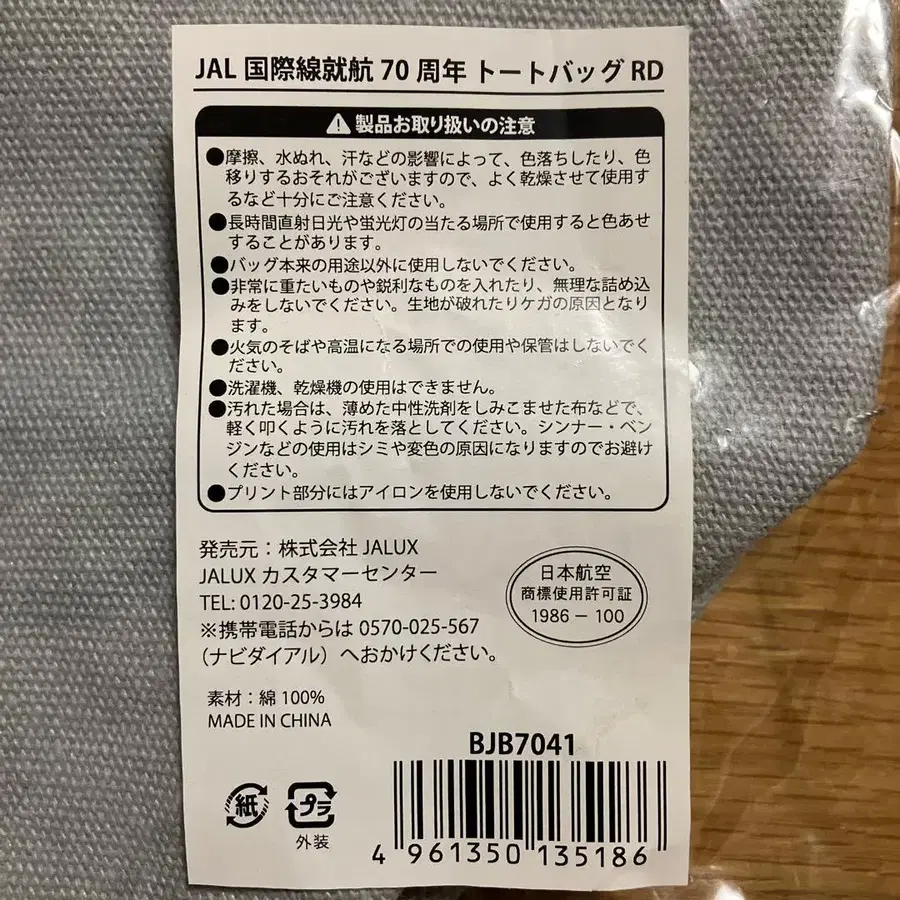 JAL 国際線就航 70 周年 トートバッグ RD
⚠ 製品お取り扱いの注意
●摩擦、水ぬれ、汗などの影響によって、色落ちしたり、色
移りするおそれがございますので、よく乾燥させて使用す
るなど十分にご注意ください。
●長時間直射日光や蛍光灯の当たる場所で使用すると色あせ
することがあります。
●バッグ本来の用途以外に使用しないでください。
●非常に重たいものや鋭利なものを入れたり、無理な詰め込
みをしないでください。生地が破れたりケガの原因となり
ます。
●火気のそばや高温になる場所での使用や保管はしないでく
ださい。
●洗濯機、乾燥機の使用はできません。
●汚れた場合は、薄めた中性洗剤をしみこませた布などで、
軽く叩くように汚れを落としてください。シンナー・ベン
ジンなどの使用はシミや変色の原因になりますのでお避け
ください。
●プリント部分にはアイロンを使用しないでください。
発売元：株式会社 JALUX
JALUX カスタマーセンター
TEL: 0120-25-3984
※携帯電話からは 0570-025-567
（ナビダイアル）へおかけください。
日本航空
商標使用許可証
1986 − 100
素材：綿 100%
MADE IN CHINA
BJB7041
紙
プラ
外装
4 961350 135186